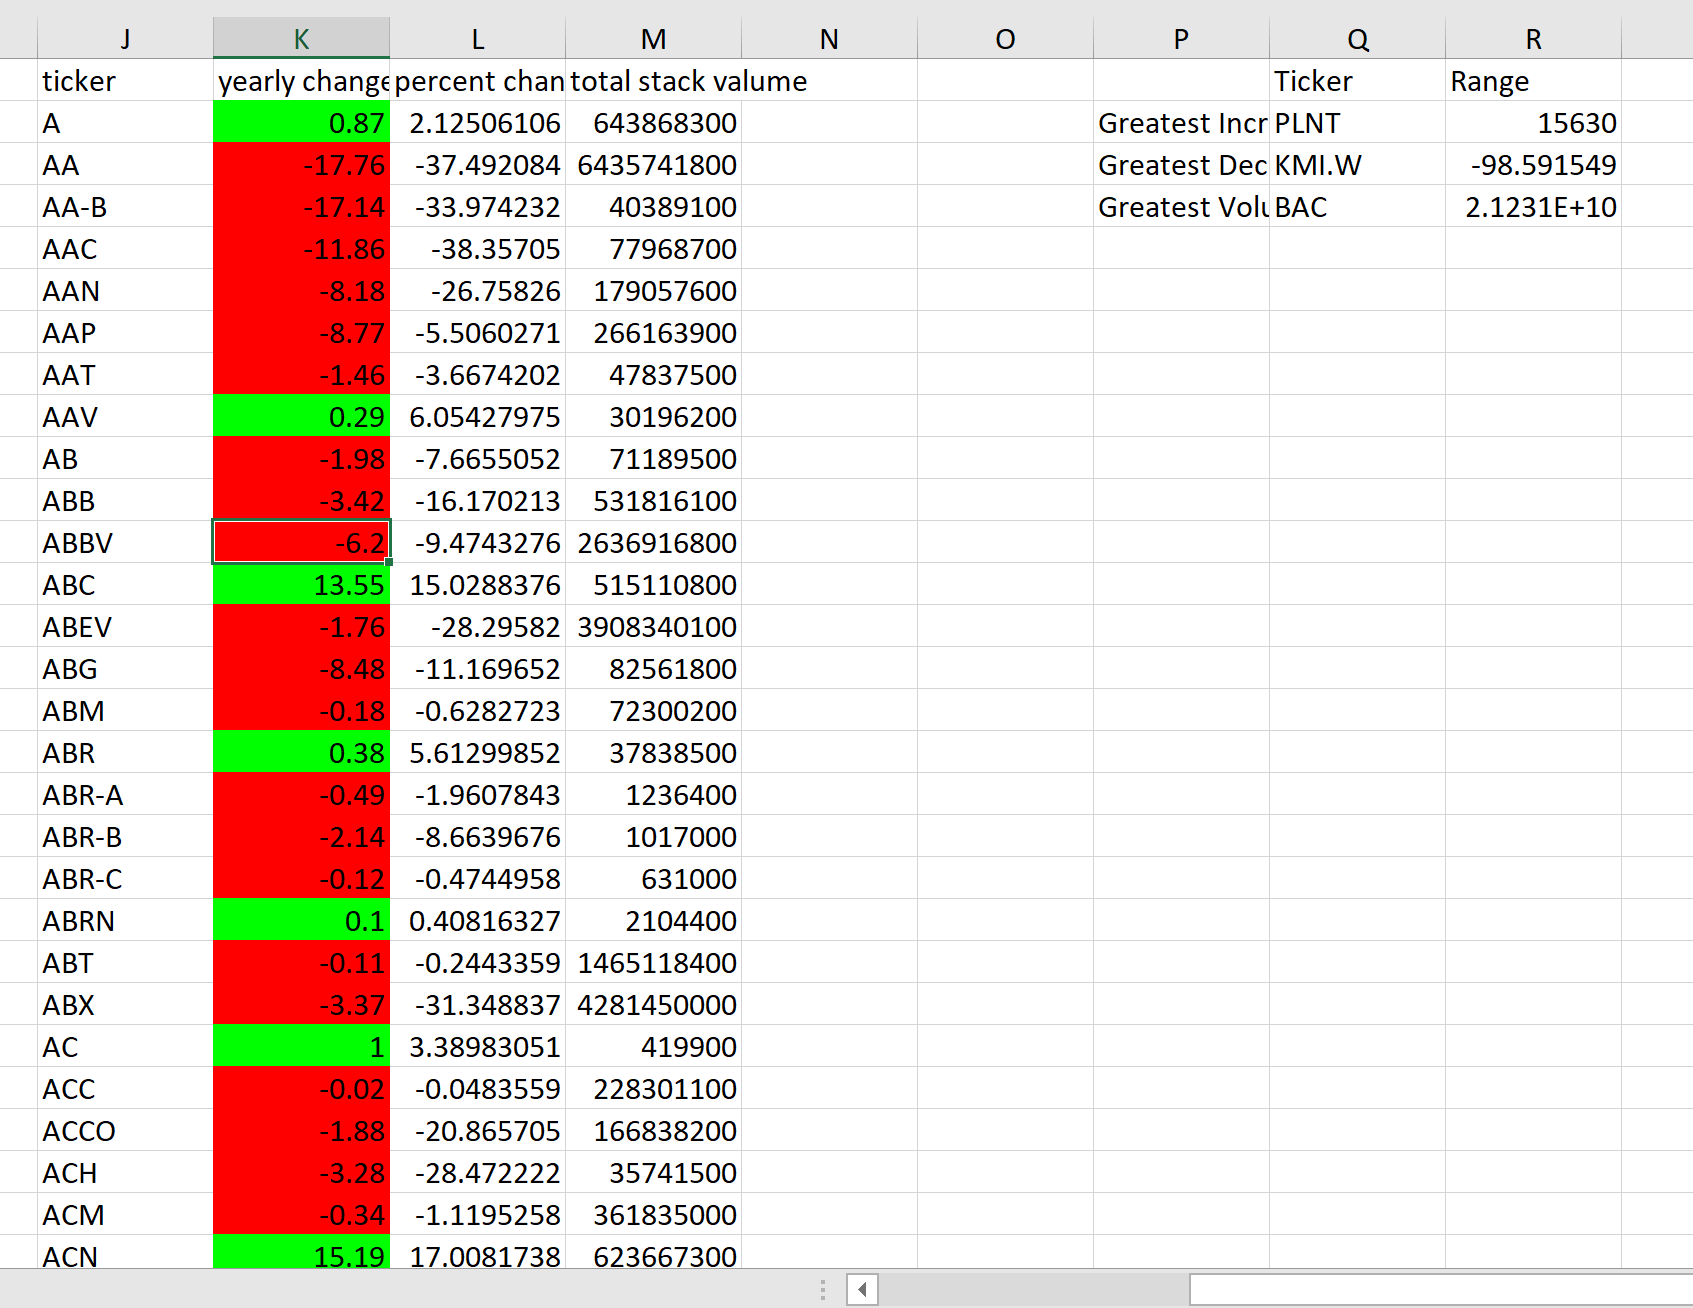 J K L M N O P Q R
ticker yearly change percent chan total stack valume Ticker Range
A 0.87 2.12506106 643868300 Greatest Incr PLNT 15630
AA -17.76 -37.492084 6435741800 Greatest Dec KMI.W -98.591549
AA-B -17.14 -33.974232 40389100 Greatest Volu BAC 2.1231E+10
AAC -11.86 -38.35705 77968700
AAN -8.18 -26.75826 179057600
AAP -8.77 -5.5060271 266163900
AAT -1.46 -3.6674202 47837500
AAV 0.29 6.05427975 30196200
AB -1.98 -7.6655052 71189500
ABB -3.42 -16.170213 531816100
ABBV -6.2 -9.4743276 2636916800
ABC 13.55 15.0288376 515110800
ABEV -1.76 -28.29582 3908340100
ABG -8.48 -11.169652 82561800
ABM -0.18 -0.6282723 72300200
ABR 0.38 5.61299852 37838500
ABR-A -0.49 -1.9607843 1236400
ABR-B -2.14 -8.6639676 1017000
ABR-C -0.12 -0.4744958 631000
ABRN 0.1 0.40816327 2104400
ABT -0.11 -0.2443359 1465118400
ABX -3.37 -31.348837 4281450000
AC 1 3.38983051 419900
ACC -0.02 -0.0483559 228301100
ACCO -1.88 -20.865705 166838200
ACH -3.28 -28.472222 35741500
ACM -0.34 -1.1195258 361835000
ACN 15.19 17.0081738 623667300